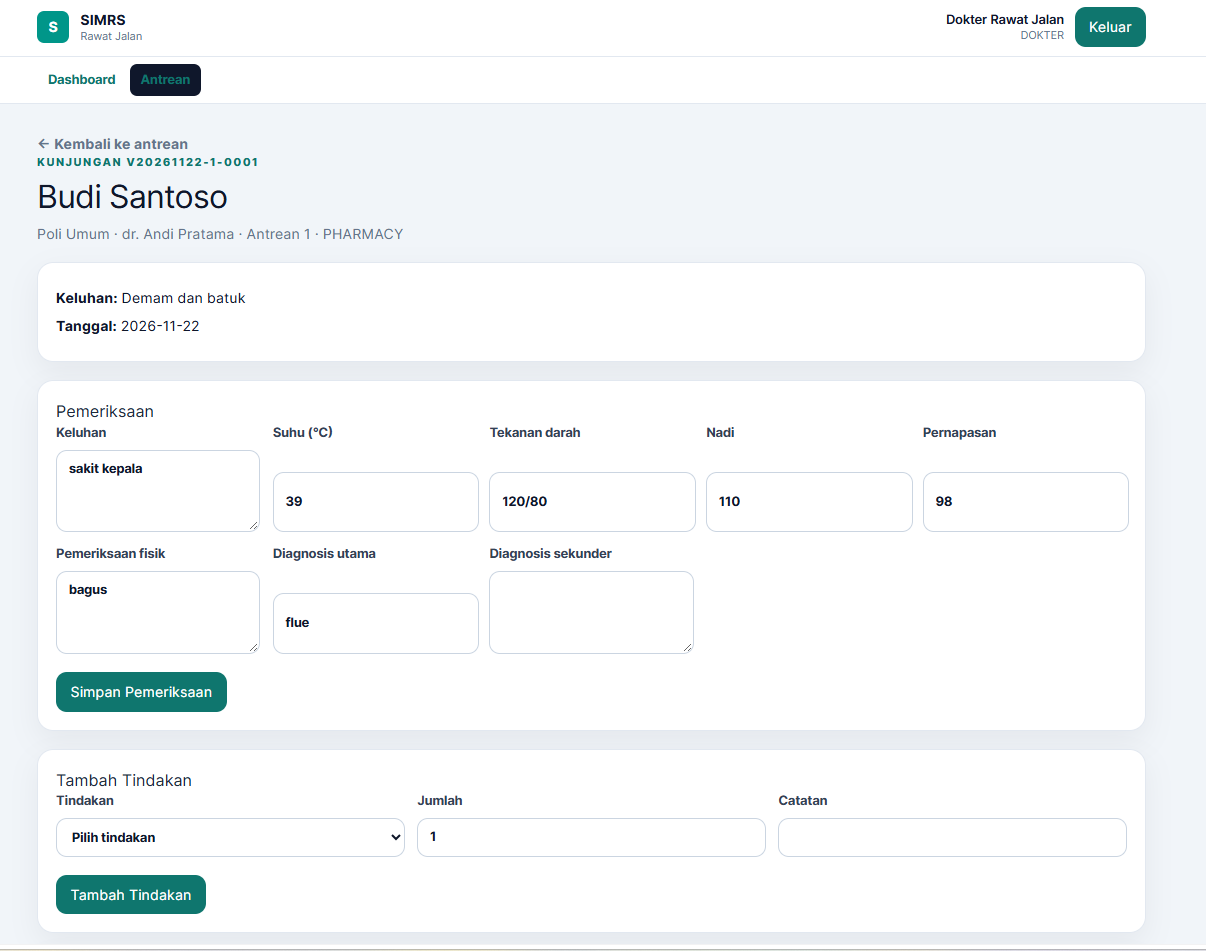 S
SIMRS
Rawat Jalan
Dokter Rawat Jalan
DOKTER
Keluar
Dashboard
Antrean
← Kembali ke antrean
KUNJUNGAN V20261122-1-0001
Budi Santoso
Poli Umum · dr. Andi Pratama · Antrean 1 · PHARMACY
Keluhan: Demam dan batuk
Tanggal: 2026-11-22
Pemeriksaan
Keluhan
Suhu (°C)
Tekanan darah
Nadi
Pernapasan
sakit kepala
39
120/80
110
98
Pemeriksaan fisik
Diagnosis utama
Diagnosis sekunder
bagus
flue
Simpan Pemeriksaan
Tambah Tindakan
Tindakan
Jumlah
Catatan
Pilih tindakan
1
Tambah Tindakan